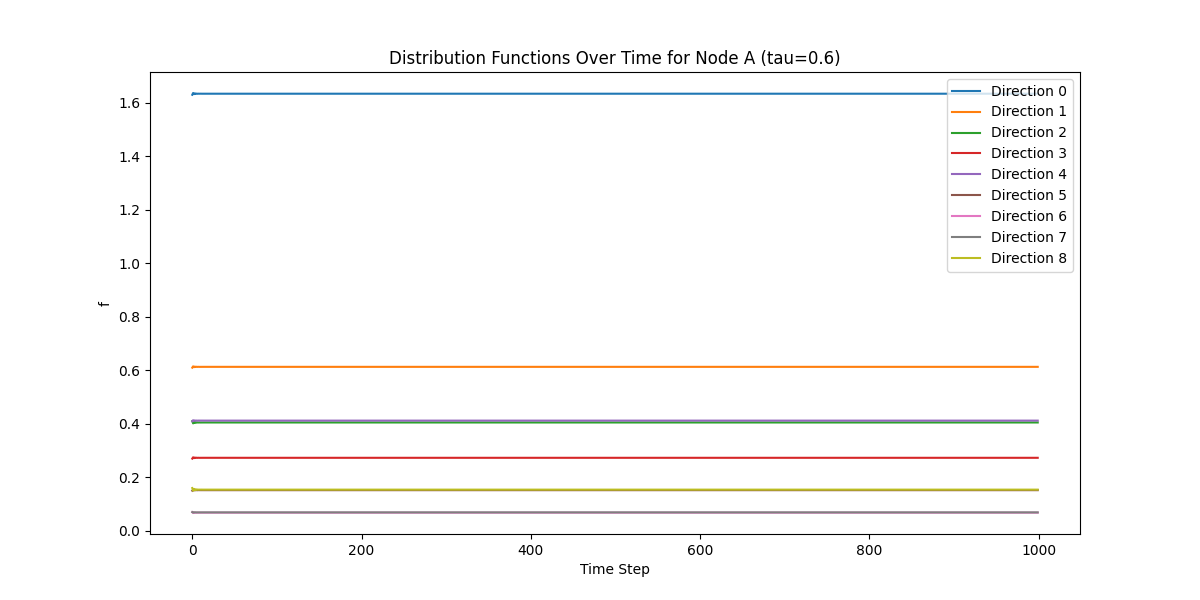 Distribution Functions Over Time for Node A (tau=0.6)
f
1.6
1.4
1.2
1.0
0.8
0.6
0.4
0.2
0.0
Direction 0
Direction 1
Direction 2
Direction 3
Direction 4
Direction 5
Direction 6
Direction 7
Direction 8
0 200 400 600 800 1000
Time Step